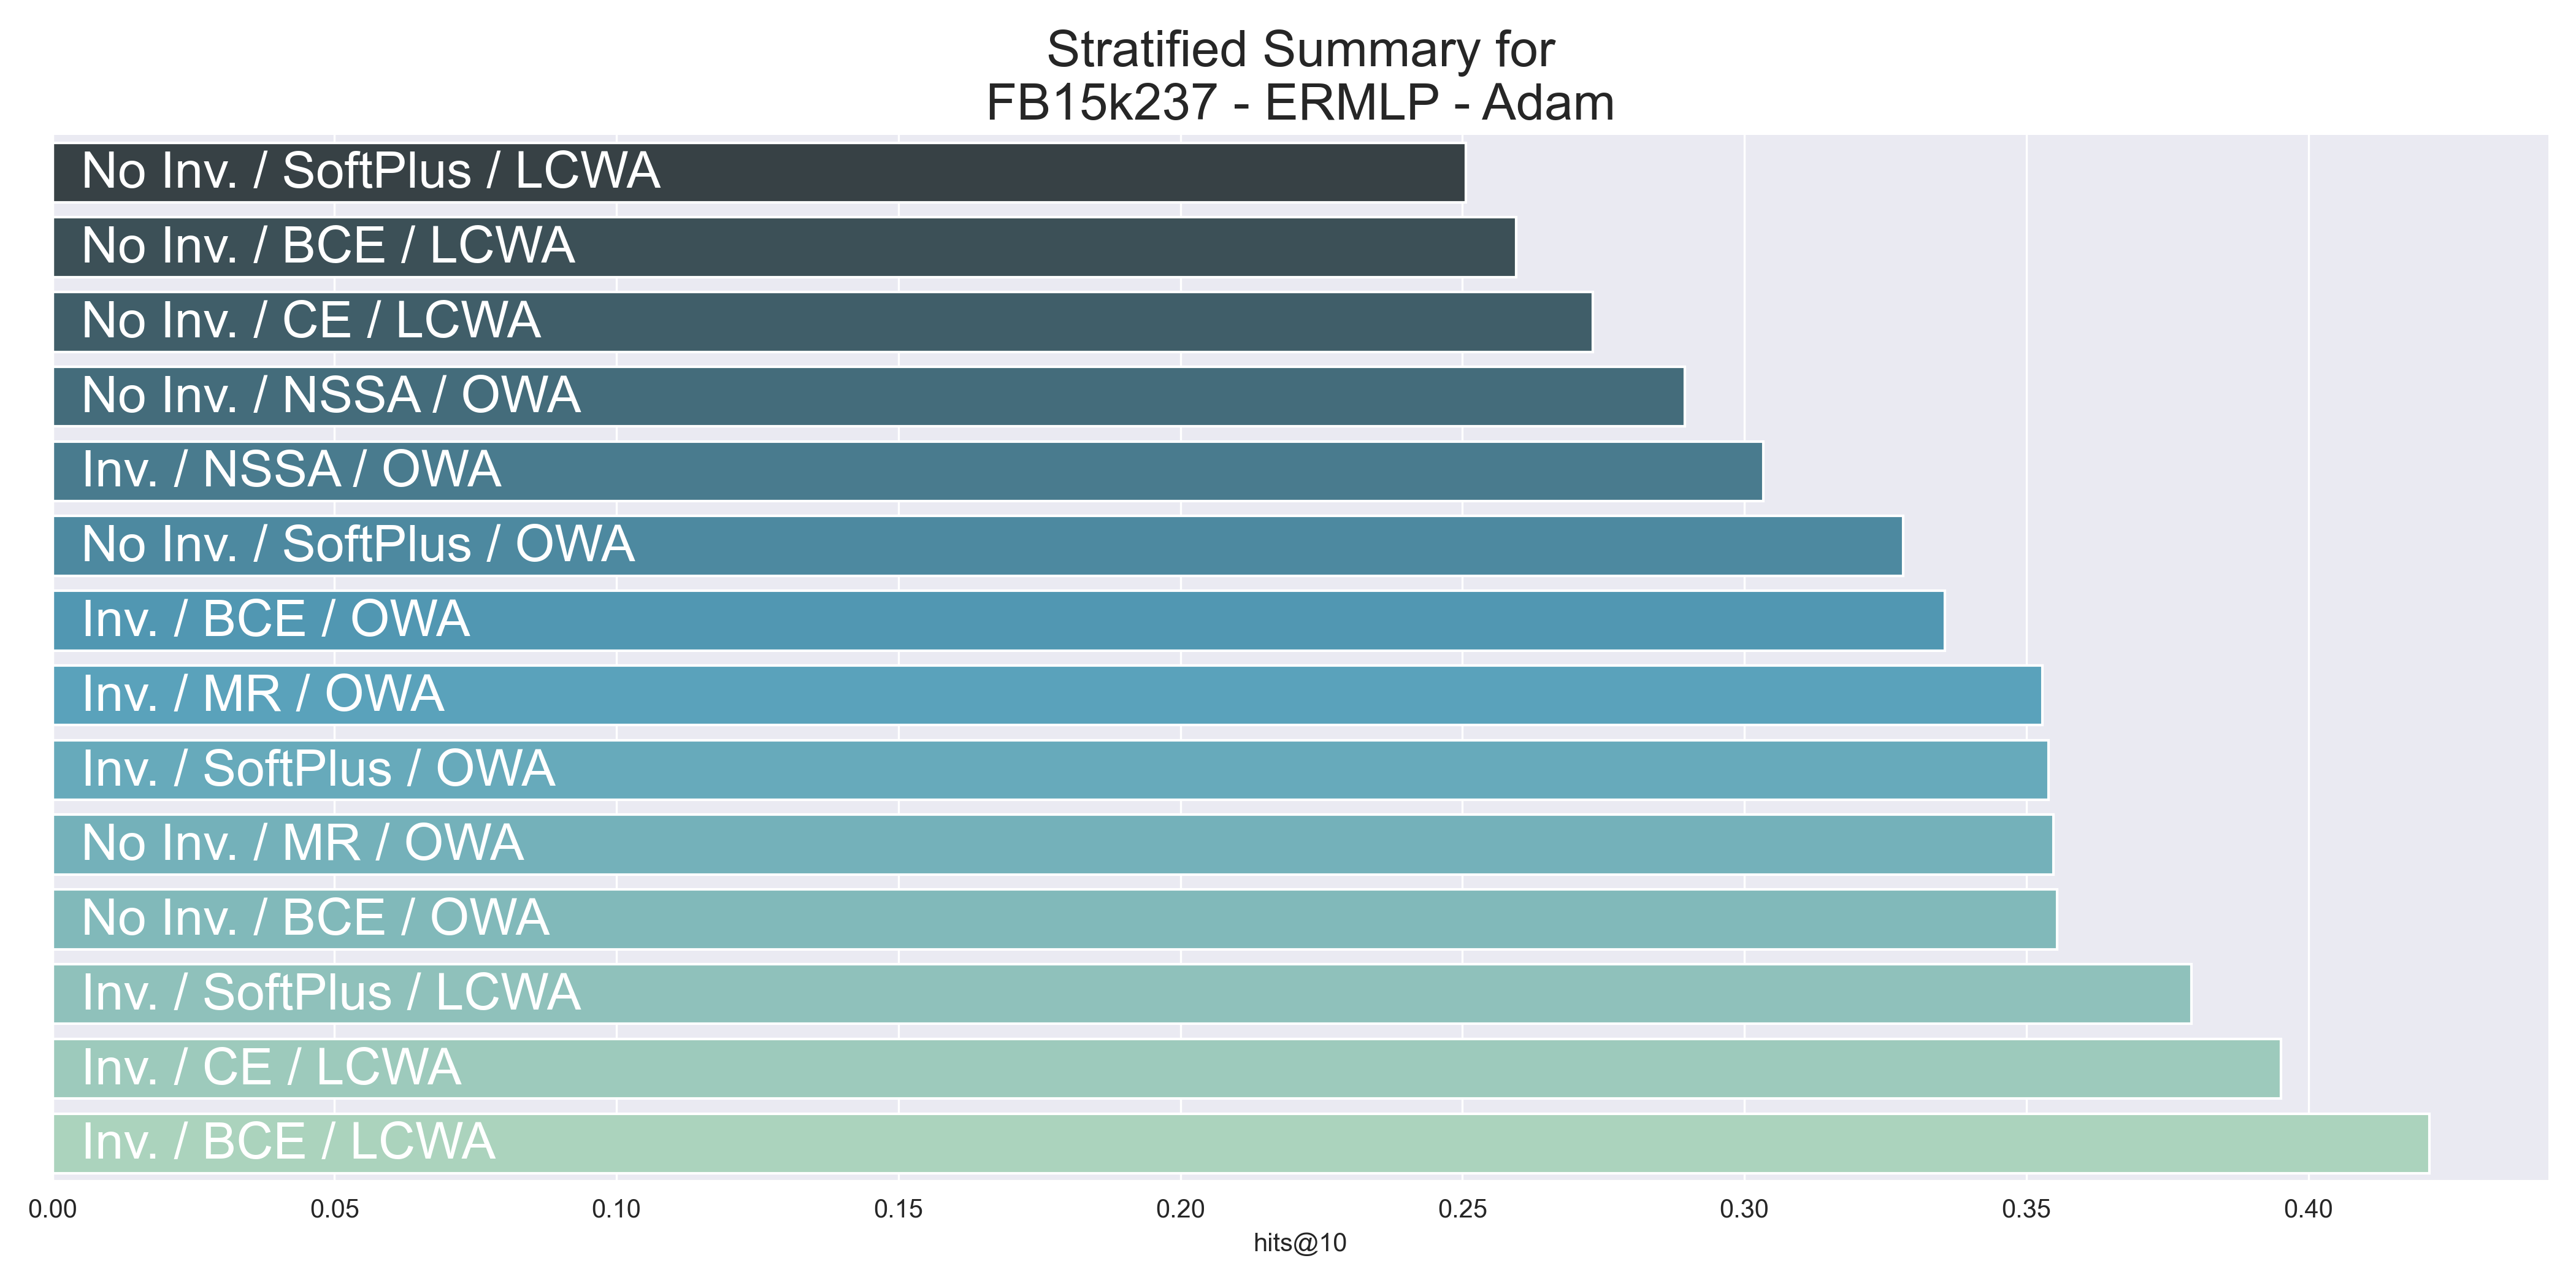 Stratified Summary for
FB15k237 - ERMLP - Adam
No Inv. / SoftPlus / LCWA
No Inv. / BCE / LCWA
No Inv. / CE / LCWA
No Inv. / NSSA / OWA
Inv. / NSSA / OWA
No Inv. / SoftPlus / OWA
Inv. / BCE / OWA
Inv. / MR / OWA
Inv. / SoftPlus / OWA
No Inv. / MR / OWA
No Inv. / BCE / OWA
Inv. / SoftPlus / LCWA
Inv. / CE / LCWA
Inv. / BCE / LCWA
0.00 0.05 0.10 0.15 0.20 0.25 0.30 0.35 0.40
hits@10